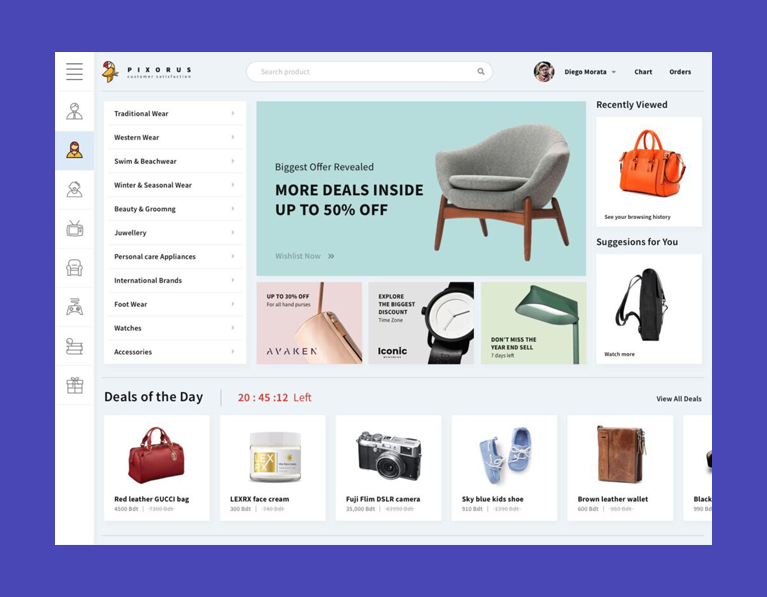 PIXORUS
customer satisfaction
Search product
Diego Morata
Chart
Orders
Traditional Wear
Western Wear
Swim & Beachwear
Winter & Seasonal Wear
Beauty & Groomng
Juwellery
Personal care Appliances
International Brands
Foot Wear
Watches
Accessories
Biggest Offer Revealed
MORE DEALS INSIDE
UP TO 50% OFF
Wishlist Now
UP TO 30% OFF
For all hand purses
AVAKEN
EXPLORE
THE BIGGEST
DISCOUNT
Time Zone
Iconic
DON'T MISS THE
YEAR END SELL
7 days left
Recently Viewed
See your browsing history
Suggesions for You
Watch more
Deals of the Day
20 : 45 : 12 Left
View All Deals
Red leather GUCCI bag
4500 Bdt | 7300 Bdt
LEXRX face cream
300 Bdt | 740 Bdt
Fuji Flim DSLR camera
35,000 Bdt | 43990 Bdt
Sky blue kids shoe
910 Bdt | 1290 Bdt
Brown leather wallet
600 Bdt | 980 Bdt
Black
990 Bd